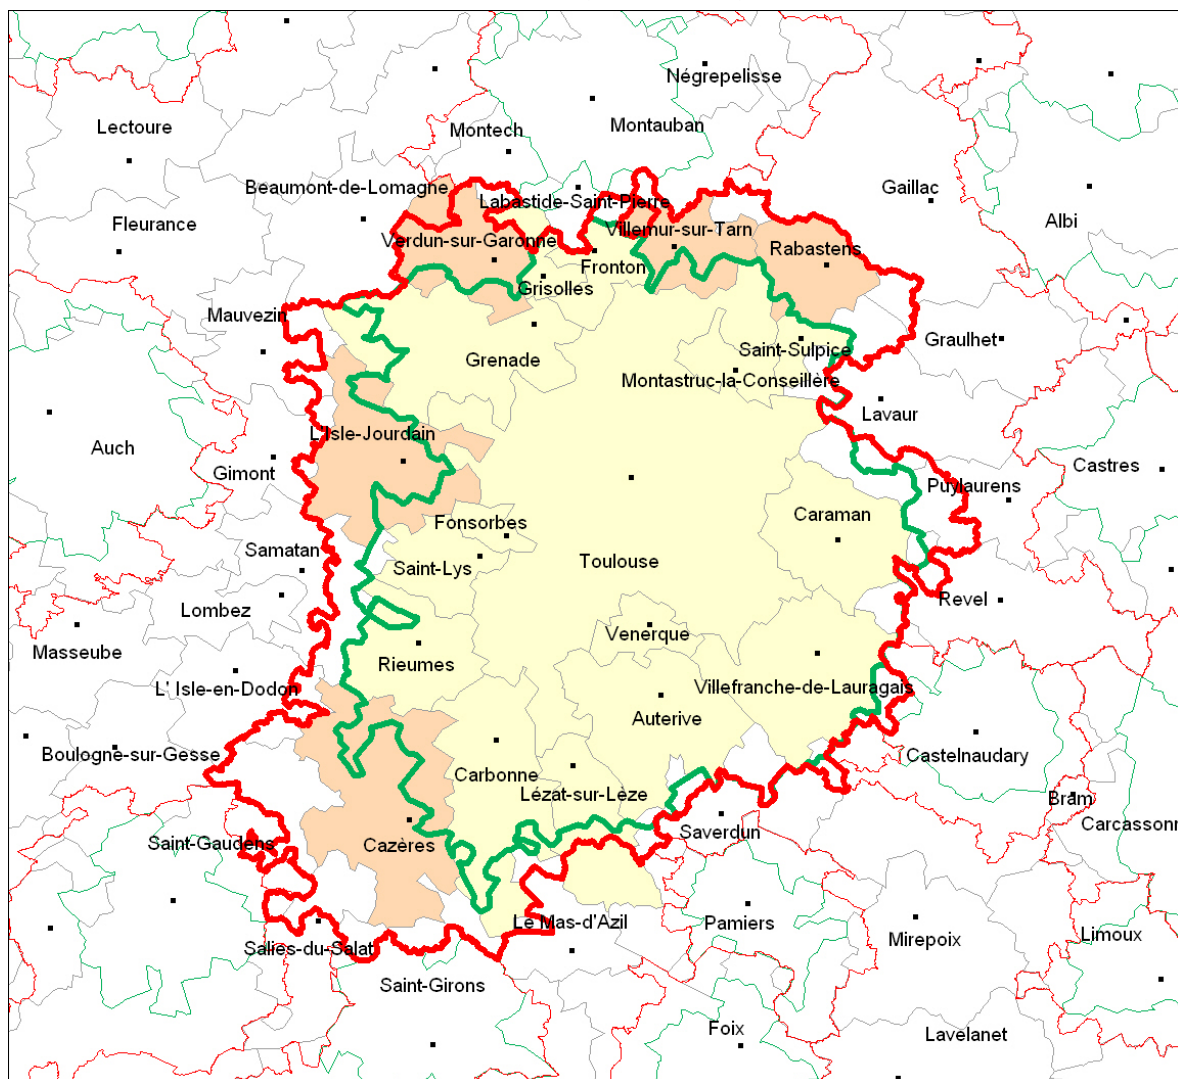 Négrepelisse
Lectoure
Montech
Montauban
Beaumont-de-Lomagne
Gaillac
Labastide-Saint-Pierre
Fleurance
Albi
Villemur-sur-Tarn
Verdun-sur-Garonne
Rabastens
Fronton
Grisolles
Mauvezin
Graulhet
Saint-Sulpice
Grenade
Montastruc-la-Conseillère
Lavaur
L'Isle-Jourdain
Auch
Gimont
Castres
Puylaurens
Caraman
Fonsorbes
Samatan
Toulouse
Saint-Lys
Revel
Lombez
Venerque
Masseube
Rieumes
L' Isle-en-Dodon
Villefranche-de-Lauragais
Auterive
Boulogne-sur-Gesse
Castelnaudary
Carbonne
Lézat-sur-Lèze
Bram
Carcassonn
Saverdun
Saint-Gaudens
Cazères
Le Mas-d'Azil
Pamiers
Limoux
Mirepoix
Salies-du-Salat
Saint-Girons
Foix
Lavelanet